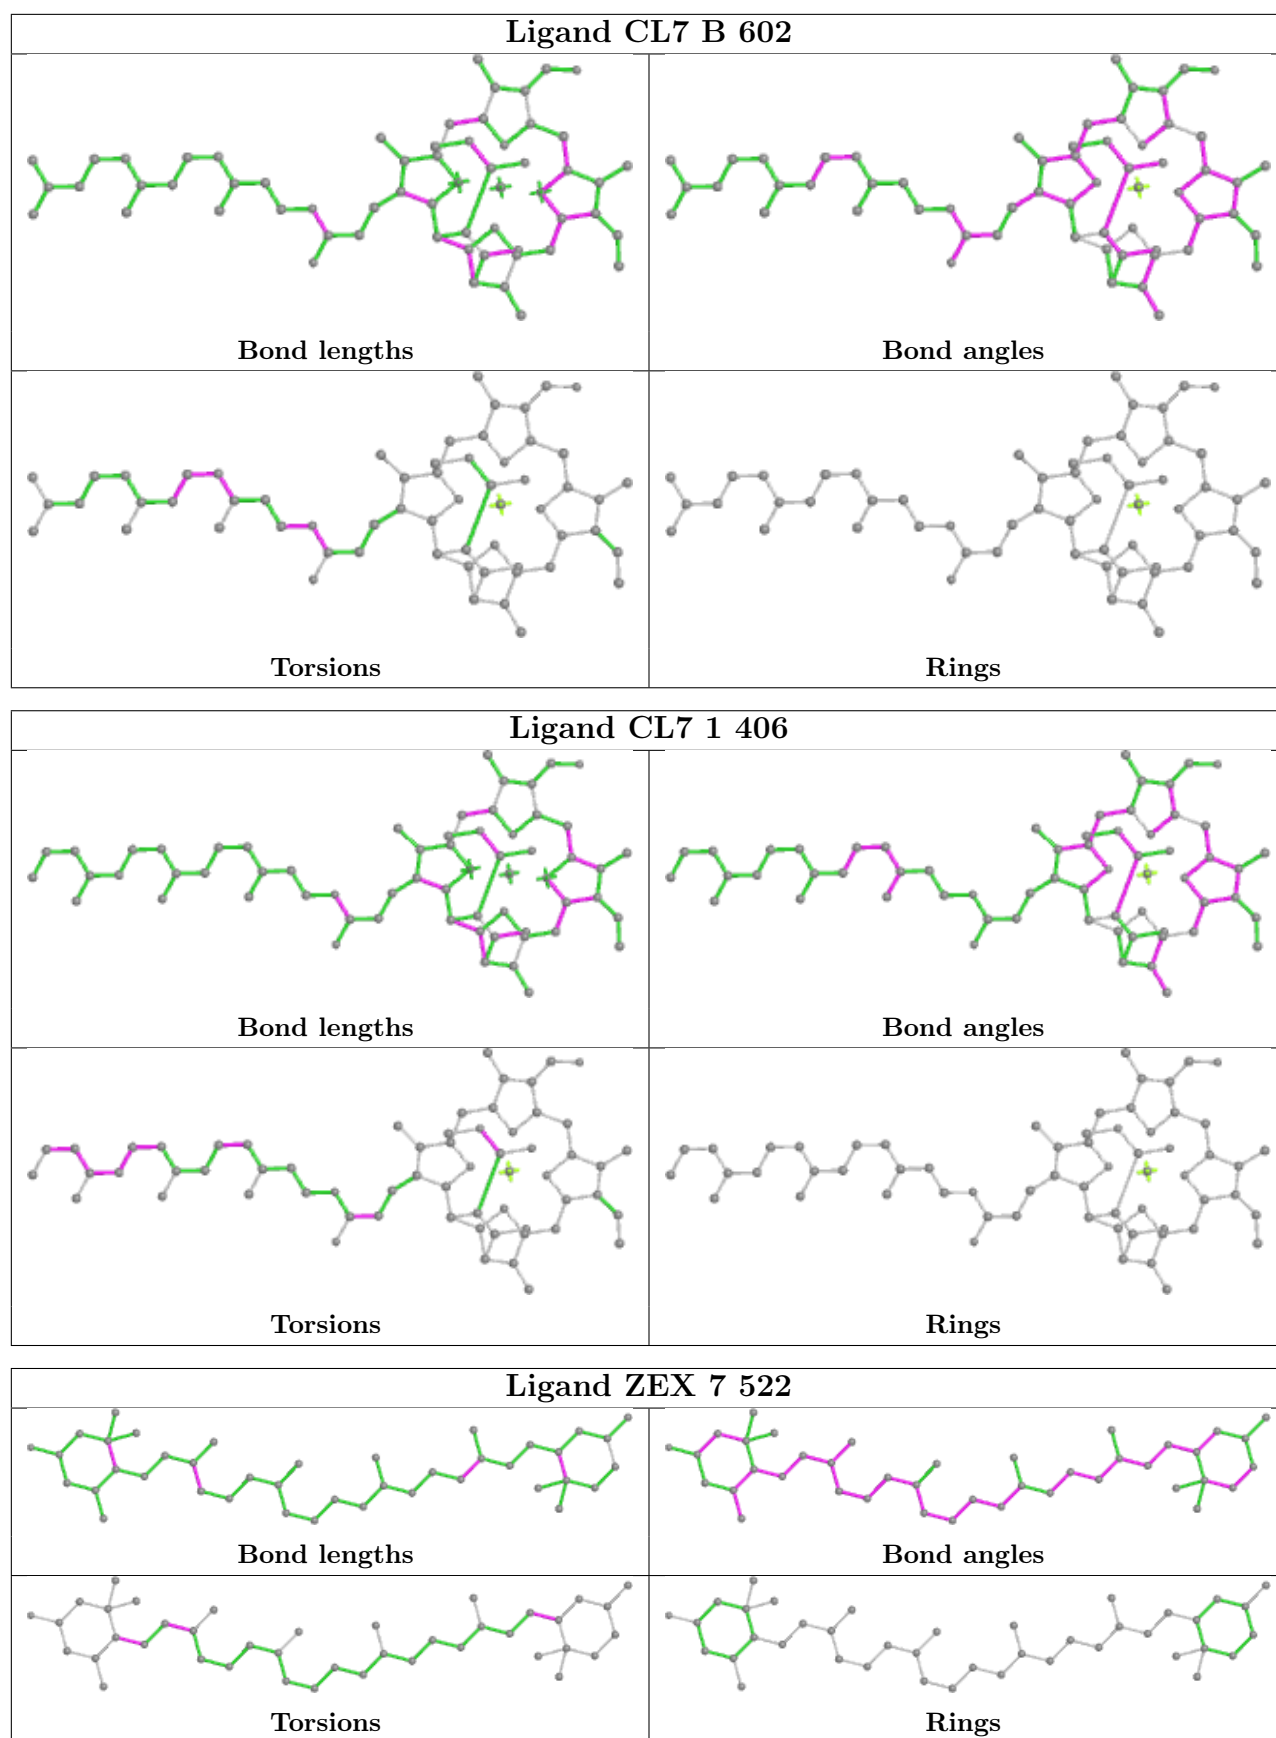 Ligand CL7 B 602
Bond lengths
Bond angles
Torsions
Rings
Ligand CL7 1 406
Bond lengths
Bond angles
Torsions
Rings
Ligand ZEX 7 522
Bond lengths
Bond angles
Torsions
Rings